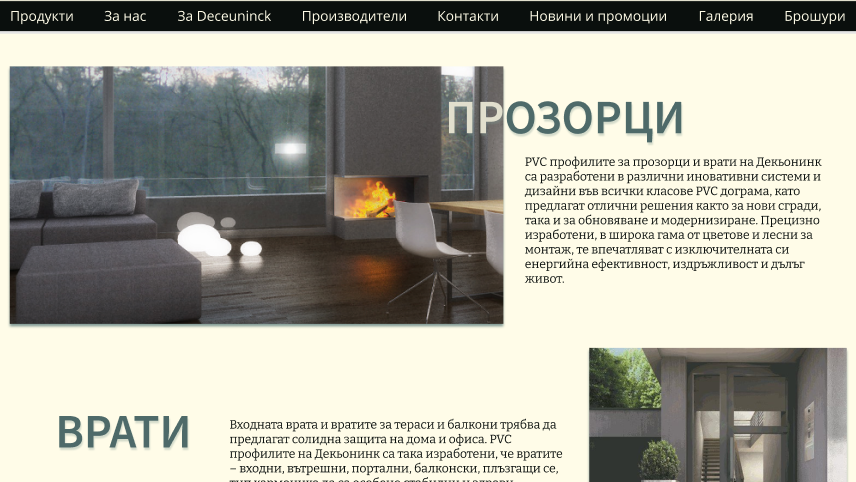 Продукти За нас За Deceuninck Производители Контакти Новини и промоции Галерия Брошури
ПРОЗОРЦИ
PVC профилите за прозорци и врати на Декьонинк
са разработени в различни иновативни системи и
дизайни във всички класове PVC дограма, като
предлагат отлични решения както за нови сгради,
така и за обновяване и модернизиране. Прецизно
изработени, в широка гама от цветове и лесни за
монтаж, те впечатляват с изключителната си
енергийна ефективност, издръжливост и дълъг
живот.
ВРАТИ
Входната врата и вратите за тераси и балкони трябва да
предлагат солидна защита на дома и офиса. PVC
профилите на Декьонинк са така изработени, че вратите
– входни, вътрешни, портални, балконски, плъзгащи се,